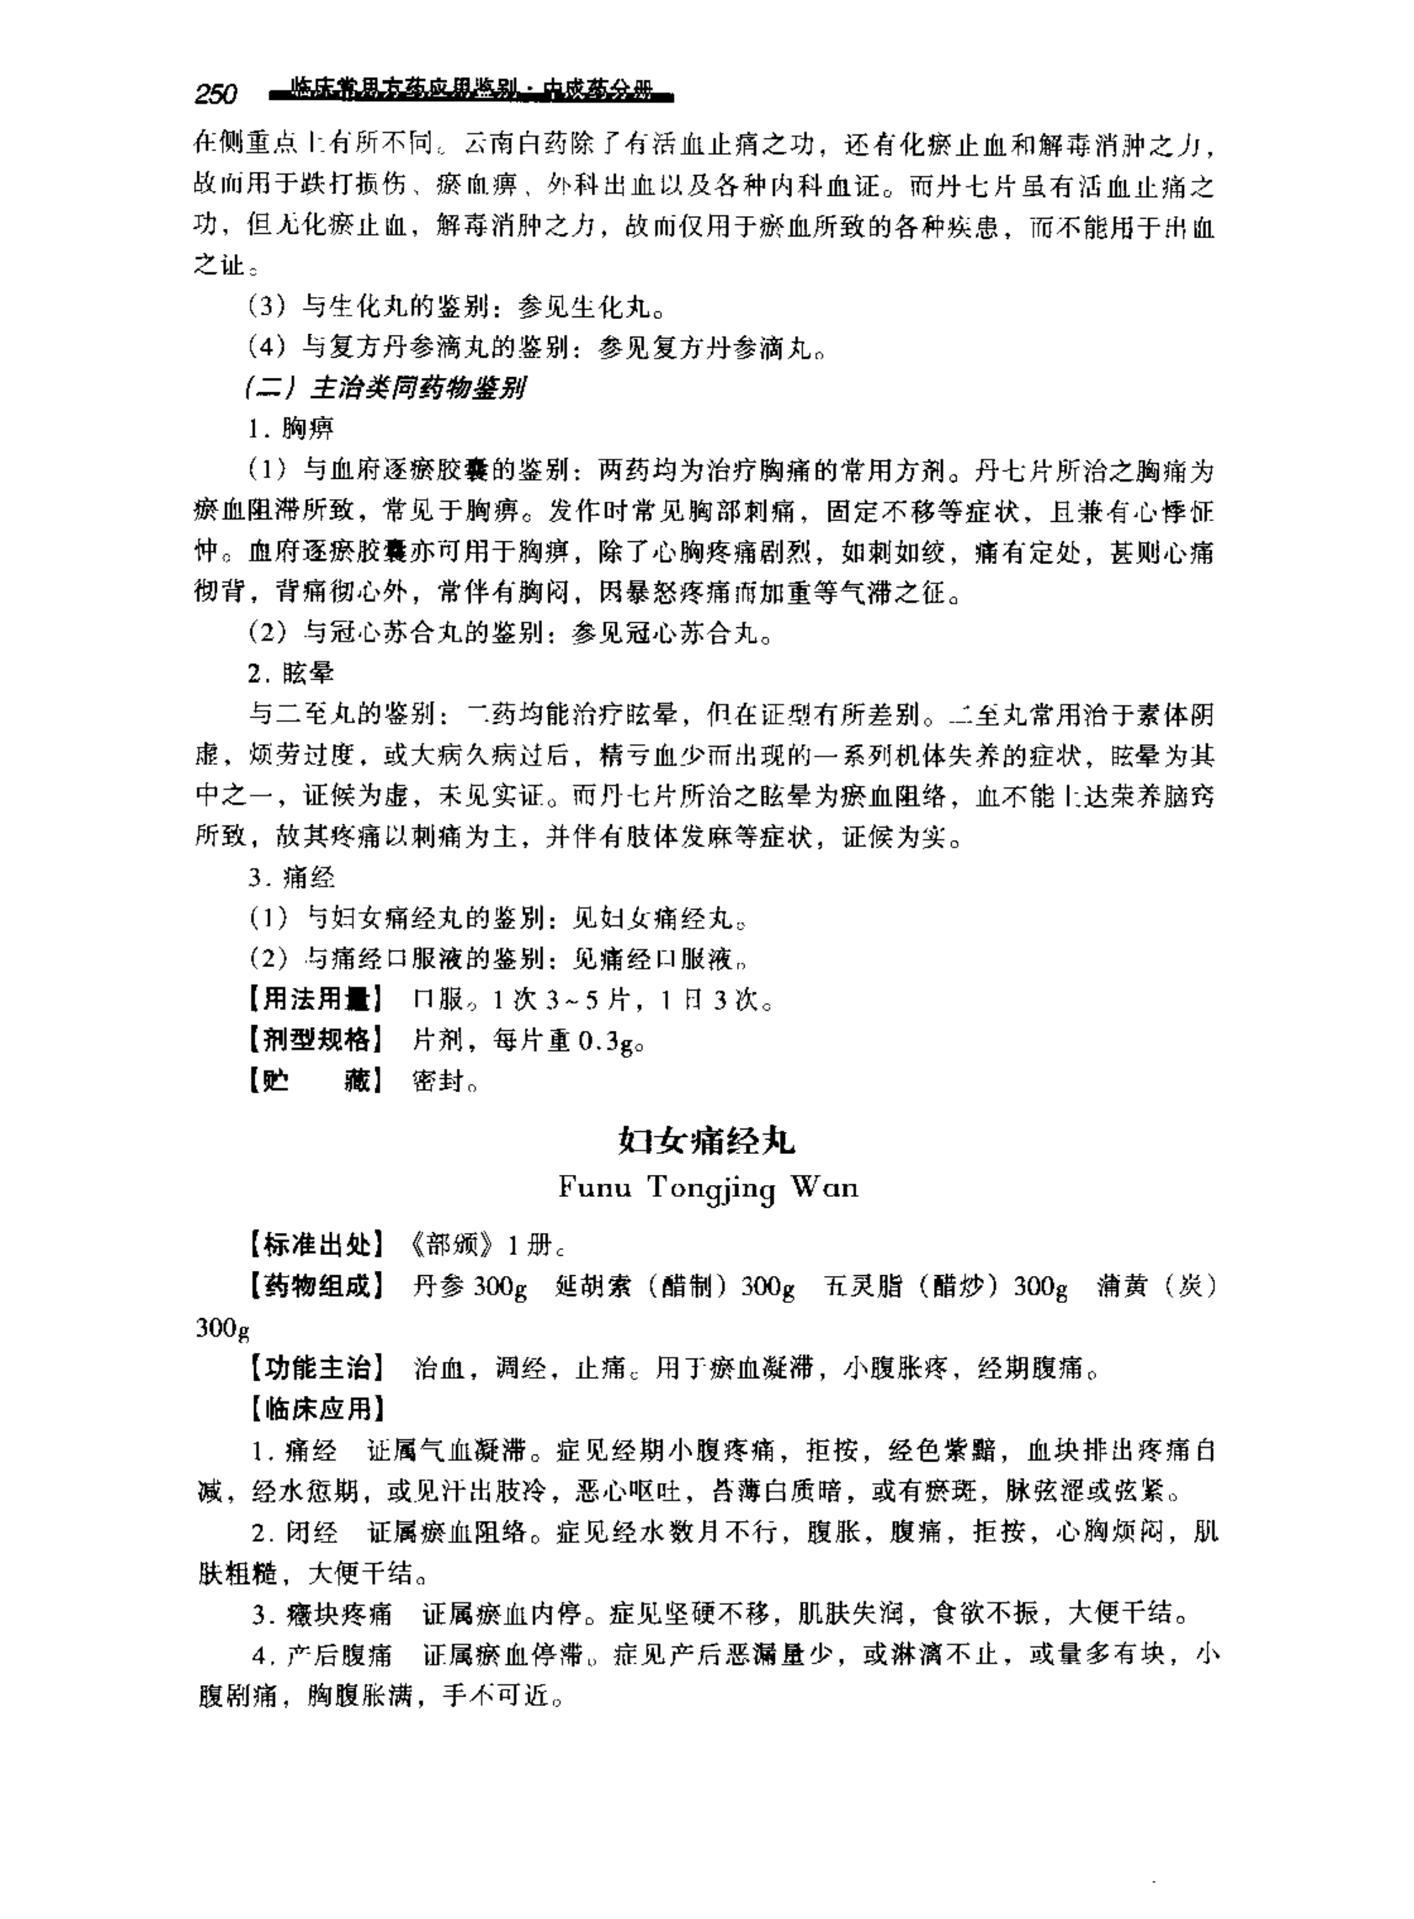 250 临床常用方药应用鉴别·中成药分册
在侧重点上有所不同。云南白药除了有活血止痛之功，还有化瘀止血和解毒消肿之力，
故而用于跌打损伤、瘀血痹、外科出血以及各种内科血证。而丹七片虽有活血止痛之
功，但无化瘀止血，解毒消肿之力，故而仅用于瘀血所致的各种疾患，而不能用于出血
之证。
（3）与生化丸的鉴别：参见生化丸。
（4）与复方丹参滴丸的鉴别：参见复方丹参滴丸。
（二）主治类同药物鉴别
1. 胸痹
（1）与血府逐瘀胶囊的鉴别：两药均为治疗胸痛的常用方剂。丹七片所治之胸痛为
瘀血阻滞所致，常见于胸痹。发作时常见胸部刺痛，固定不移等症状，且兼有心悸怔
忡。血府逐瘀胶囊亦可用于胸痹，除了心胸疼痛剧烈，如刺如绞，痛有定处，甚则心痛
彻背，背痛彻心外，常伴有胸闷，因暴怒疼痛而加重等气滞之征。
（2）与冠心苏合丸的鉴别：参见冠心苏合丸。
2. 眩晕
与二至丸的鉴别：二药均能治疗眩晕，但在证型有所差别。二至丸常用治于素体阴
虚，烦劳过度，或大病久病过后，精亏血少而出现的一系列机体失养的症状，眩晕为其
中之一，证候为虚，未见实证。而丹七片所治之眩晕为瘀血阻络，血不能上达荣养脑窍
所致，故其疼痛以刺痛为主，并伴有肢体发麻等症状，证候为实。
3. 痛经
（1）与妇女痛经丸的鉴别：见妇女痛经丸。
（2）与痛经口服液的鉴别：见痛经口服液。
【用法用量】 口服。1次3~5片，1日3次。
【剂型规格】 片剂，每片重0.3g。
【贮　　藏】 密封。
妇女痛经丸
Funu Tongjing Wan
【标准出处】《部颁》1册。
【药物组成】 丹参300g 延胡索（醋制）300g 五灵脂（醋炒）300g 蒲黄（炭）
300g
【功能主治】 治血，调经，止痛。用于瘀血凝滞，小腹胀疼，经期腹痛。
【临床应用】
1. 痛经 证属气血凝滞。症见经期小腹疼痛，拒按，经色紫黯，血块排出疼痛自
减，经水愆期，或见汗出肢冷，恶心呕吐，苔薄白质暗，或有瘀斑，脉弦涩或弦紧。
2. 闭经 证属瘀血阻络。症见经水数月不行，腹胀，腹痛，拒按，心胸烦闷，肌
肤粗糙，大便干结。
3. 癥块疼痛 证属瘀血内停。症见坚硬不移，肌肤失润，食欲不振，大便干结。
4. 产后腹痛 证属瘀血停滞。症见产后恶漏量少，或淋漓不止，或量多有块，小
腹剧痛，胸腹胀满，手不可近。